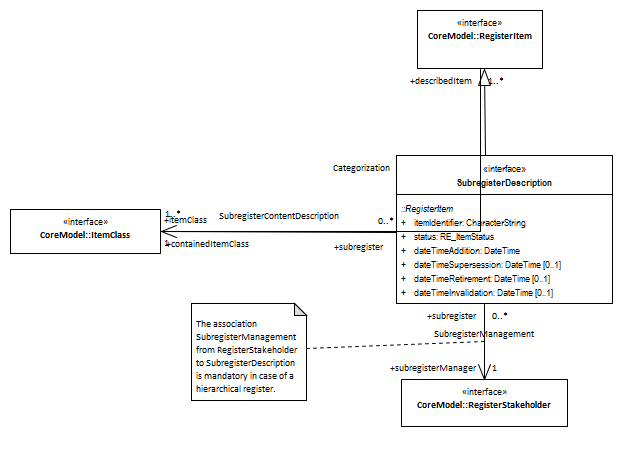 «interface»
CoreModel::RegisterItem
+describedItem
1..*
Categorization
«interface»
SubregisterDescription
::RegisterItem
+ itemIdentifier: CharacterString
+ status: RE_ItemStatus
+ dateTimeAddition: DateTime
+ dateTimeSupersession: DateTime [0..1]
+ dateTimeRetirement: DateTime [0..1]
+ dateTimeInvalidation: DateTime [0..1]
«interface»
CoreModel::ItemClass
1..*
+itemClass
SubregisterContentDescription
0..*
1
+containedItemClass
+subregister
The association
SubregisterManagement
from RegisterStakeholder
to SubregisterDescription
is mandatory in case of a
hierarchical register.
+subregister
0..*
SubregisterManagement
+subregisterManager
1
«interface»
CoreModel::RegisterStakeholder